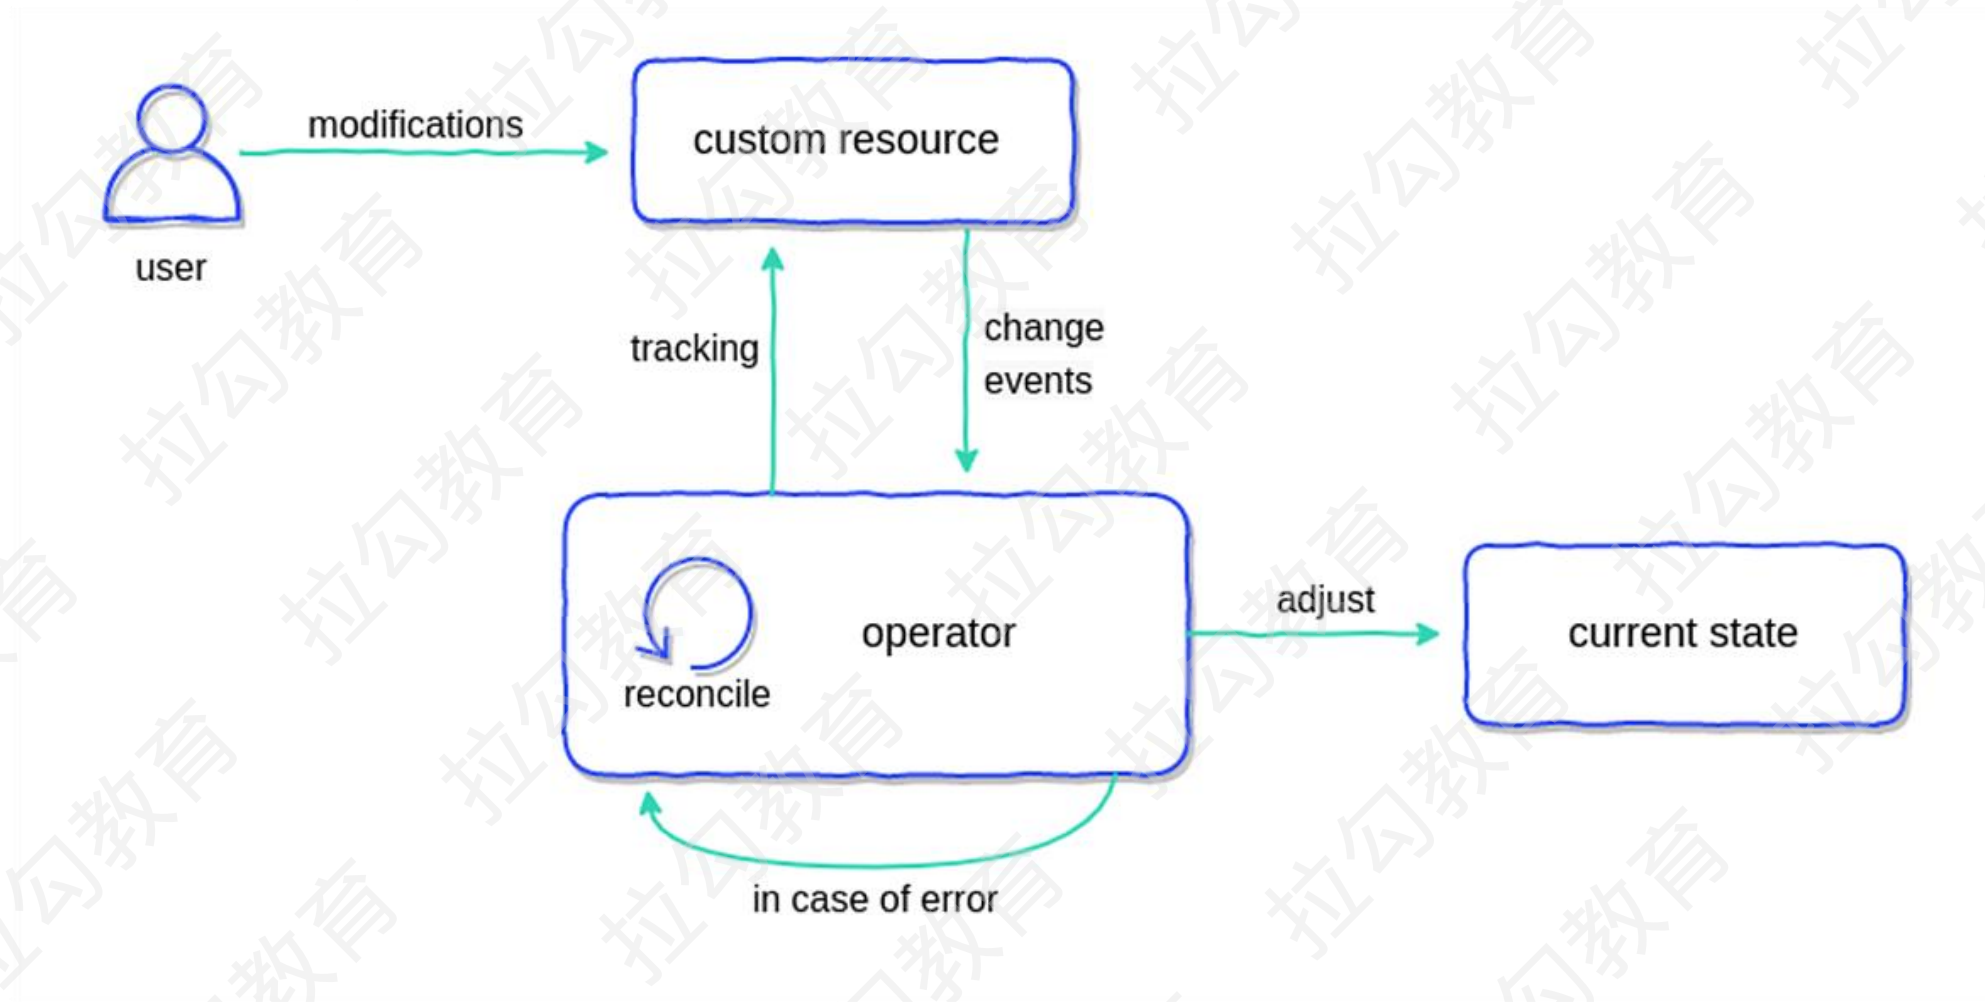 modifications
custom resource
user
tracking
change
events
reconcile
operator
adjust
current state
in case of error
拉勾教育